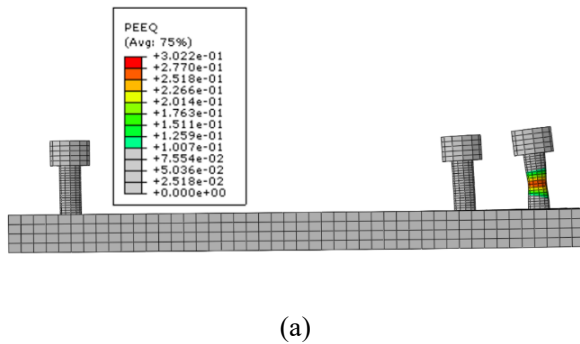 PEEQ
(Avg: 75%)
+3.022e-01
+2.770e-01
+2.518e-01
+2.266e-01
+2.014e-01
+1.763e-01
+1.511e-01
+1.259e-01
+1.007e-01
+7.554e-02
+5.036e-02
+2.518e-02
+0.000e+00
(a)